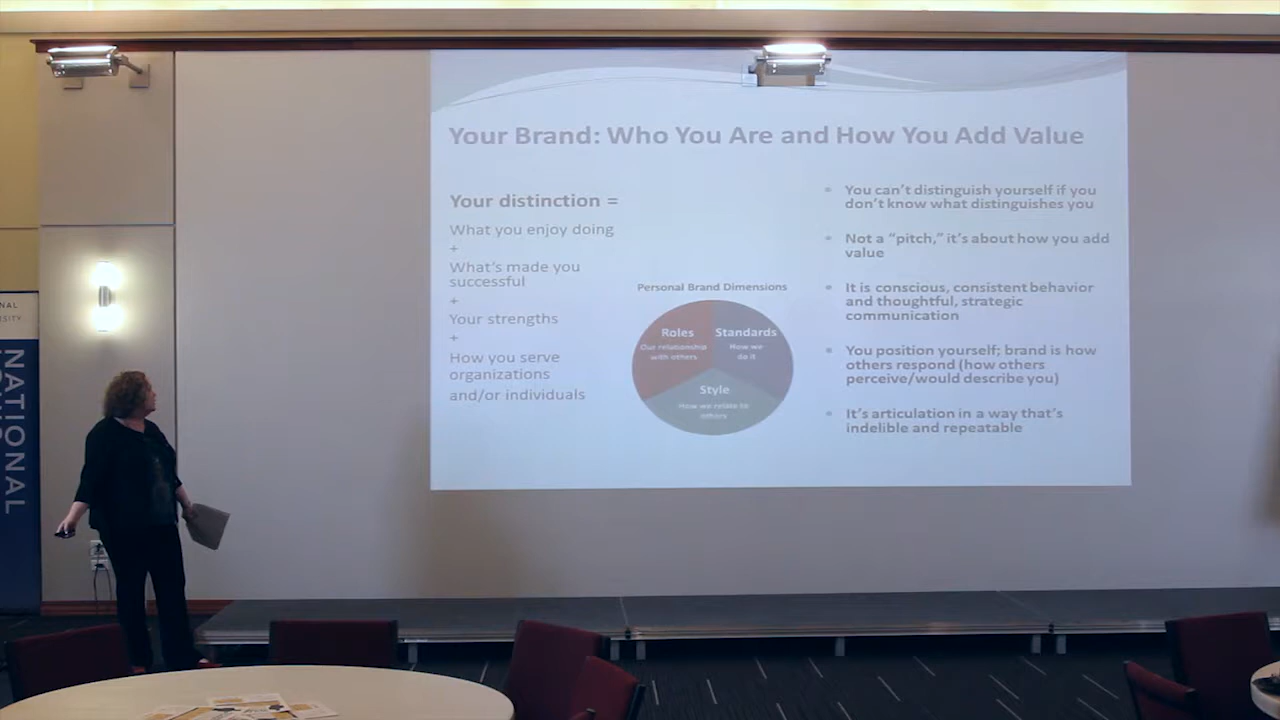 Your Brand: Who You Are and How You Add Value
Your distinction =
What you enjoy doing
+
What's made you
successful
+
Your strengths
+
How you serve
organizations
and/or individuals
Personal Brand Dimensions
Roles
Our relationship
with others
Standards
How we
do it
Style
How we relate to
others
• You can't distinguish yourself if you
don't know what distinguishes you
• Not a "pitch," it's about how you add
value
• It is conscious, consistent behavior
and thoughtful, strategic
communication
• You position yourself; brand is how
others respond (how others
perceive/would describe you)
• It's articulation in a way that's
indelible and repeatable
NATIONAL